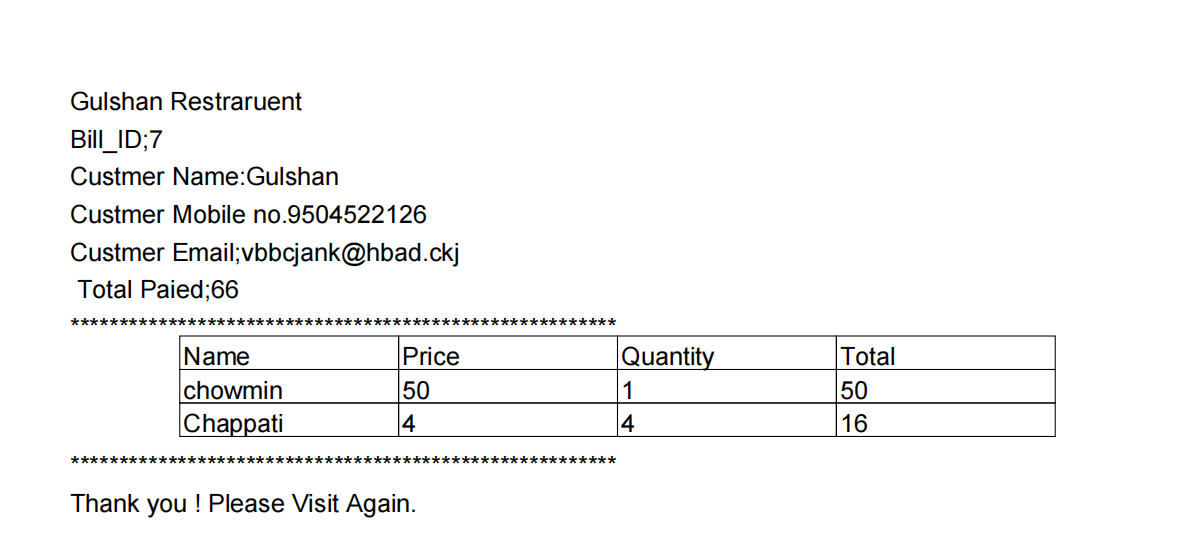 Gulshan Restraruent
Bill_ID;7
Custmer Name:Gulshan
Custmer Mobile no.9504522126
Custmer Email;vbbcjank@hbad.ckj
Total Paied;66
********************************************************
Name Price Quantity Total
chowmin 50 1 50
Chappati 4 4 16
********************************************************
Thank you ! Please Visit Again.